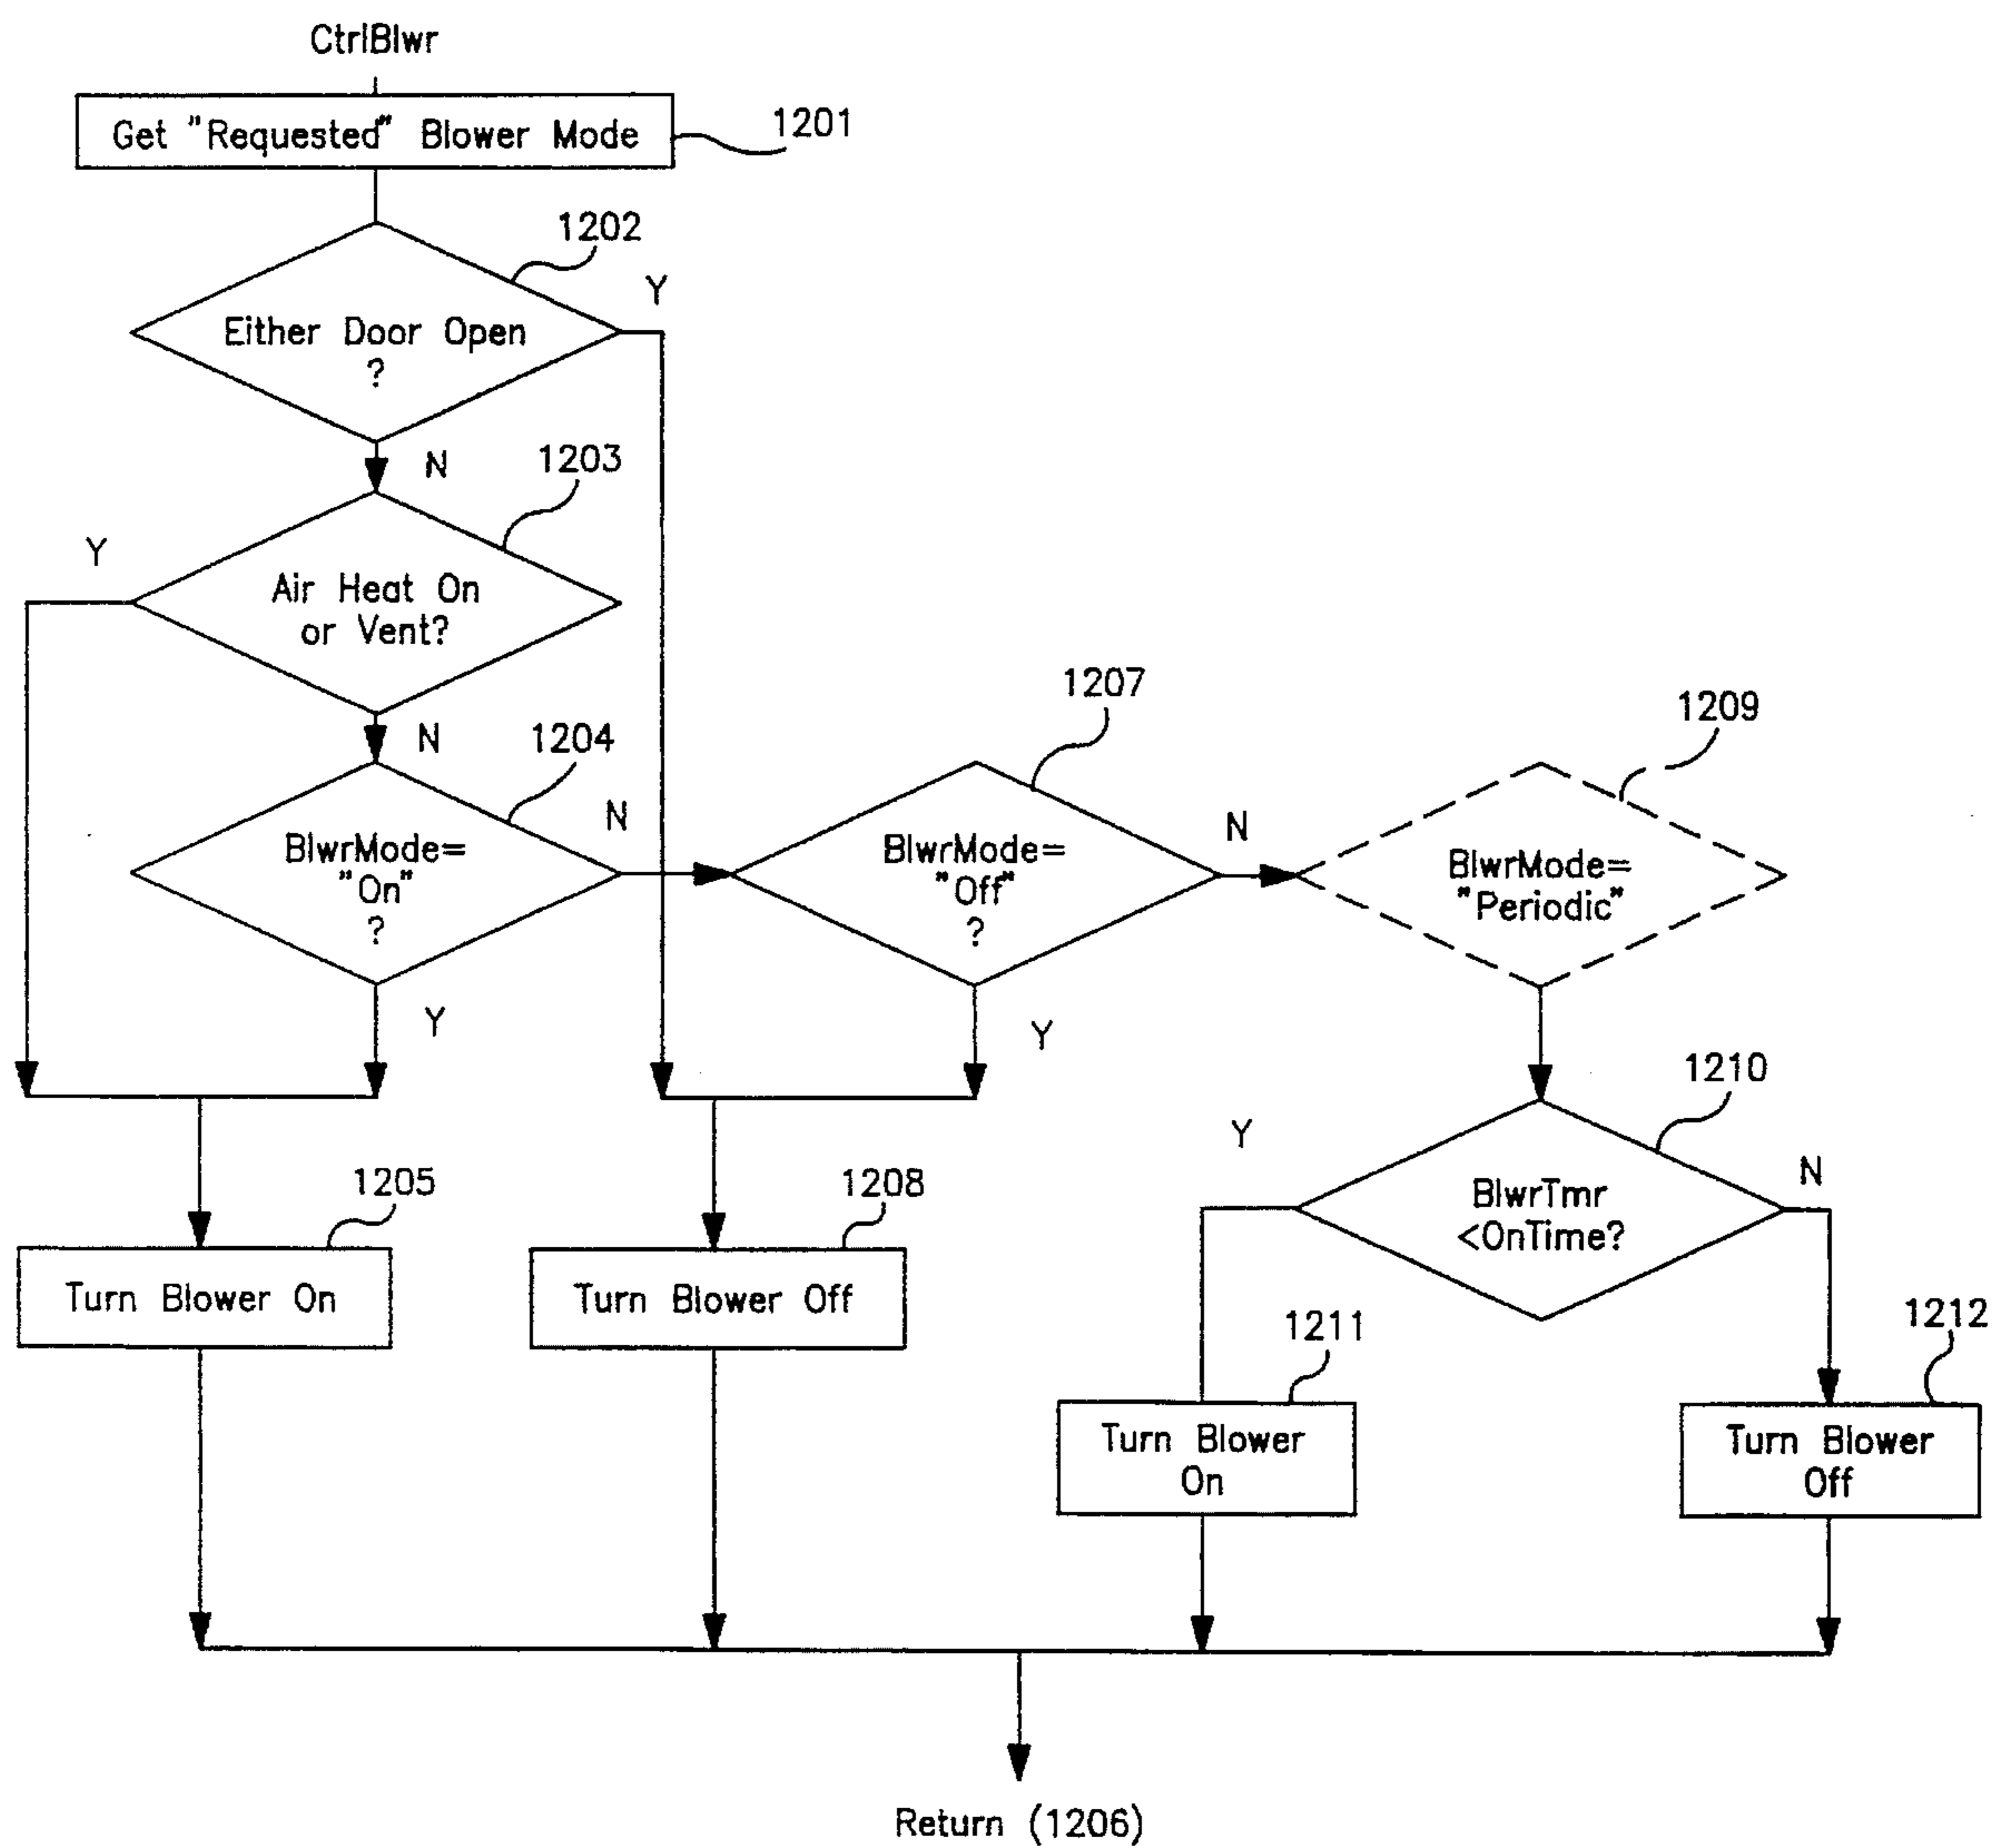 CtrlBlwr
Get "Requested" Blower Mode
1201
1202
Y
Either Door Open
?
N
1203
Y
Air Heat On
or Vent?
N
1204
N
BlwrMode=
"On"
?
Y
1207
N
BlwrMode=
"Off"
?
Y
1209
BlwrMode=
"Periodic"
1210
Y
N
BlwrTmr
<OnTime?
1205
Turn Blower On
1208
Turn Blower Off
1211
Turn Blower
On
1212
Turn Blower
Off
Return (1206)